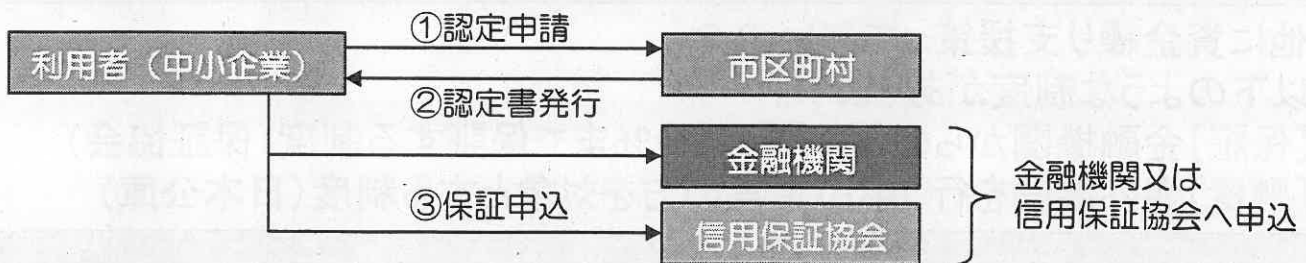 ①認定申請
利用者（中小企業）
市区町村
②認定書発行
金融機関
③保証申込
信用保証協会
金融機関又は
信用保証協会へ申込